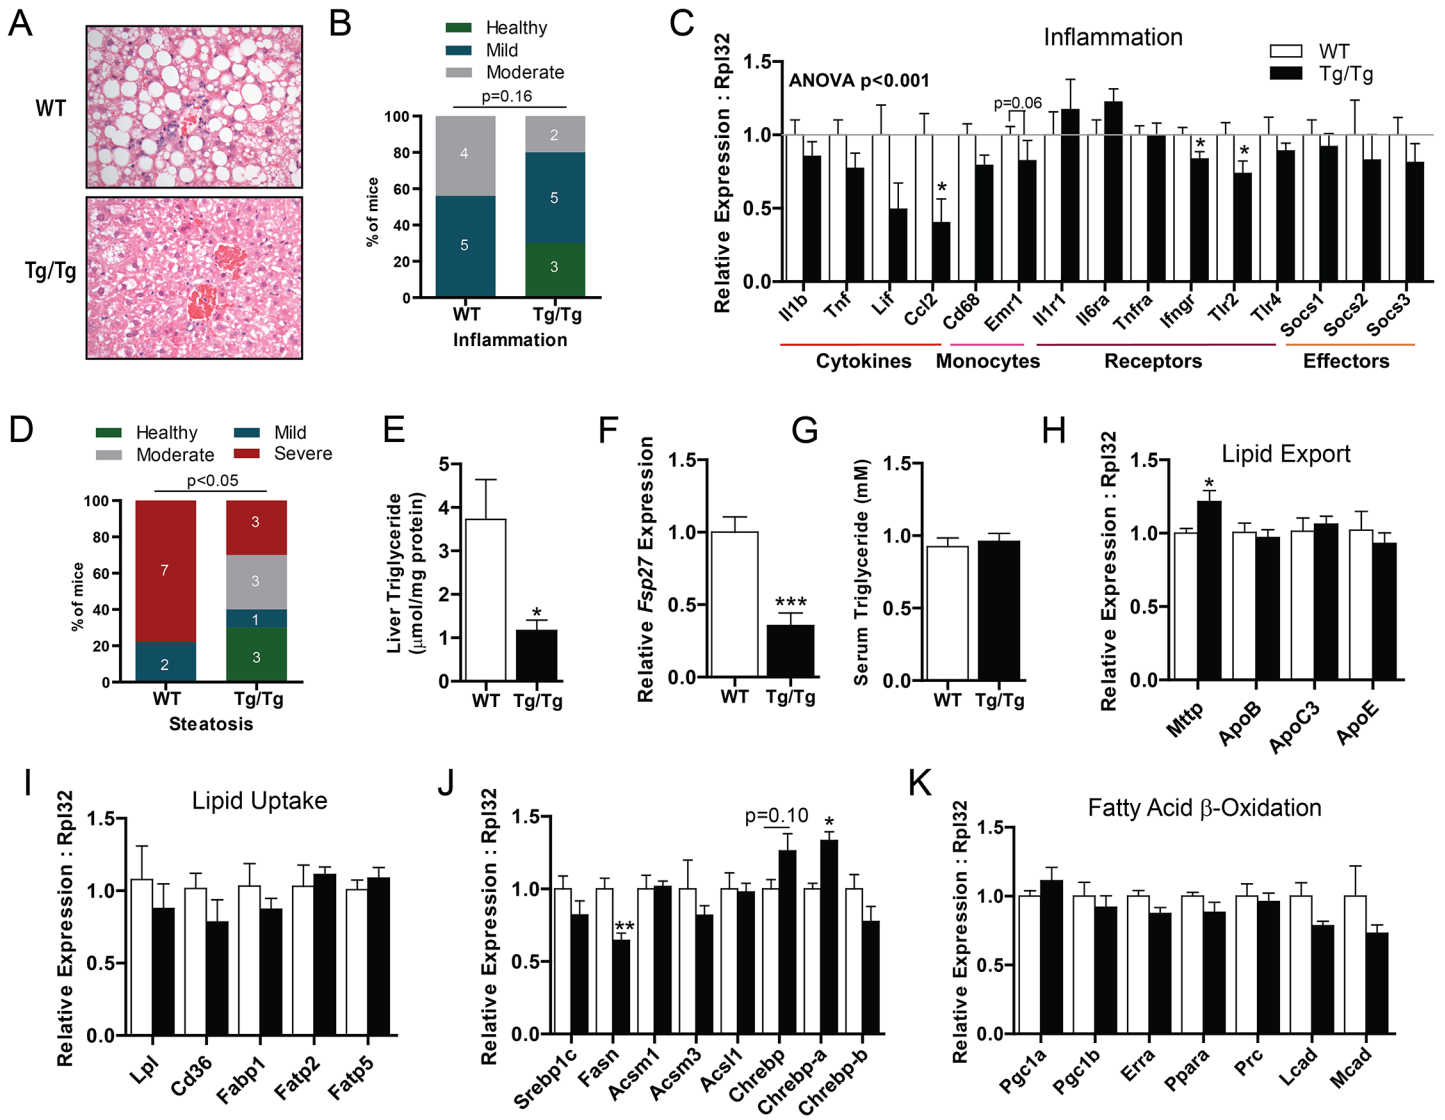 A
WT
Tg/Tg
B
Healthy
Mild
Moderate
p=0.16
% of mice
100
80
60
40
20
0
4
5
2
5
3
WT
Tg/Tg
Inflammation
C
Inflammation
WT
Tg/Tg
ANOVA p<0.001
p=0.06
Relative Expression : Rpl32
1.5
1.0
0.5
0.0
*
*
*
Il1b
Tnf
Lif
Ccl2
Cd68
Emr1
Il1r1
Il6ra
Tnfra
Ifngr
Tlr2
Tlr4
Socs1
Socs2
Socs3
Cytokines
Monocytes
Receptors
Effectors
D
Healthy
Mild
Moderate
Severe
p<0.05
% of mice
100
80
60
40
20
0
7
2
3
3
1
3
WT
Tg/Tg
Steatosis
E
Liver Triglyceride
(μmol/mg protein)
5
4
3
2
1
0
*
WT
Tg/Tg
F
Relative Fsp27 Expression
1.5
1.0
0.5
0.0
***
WT
Tg/Tg
G
Serum Triglyceride (mM)
1.5
1.0
0.5
0.0
WT
Tg/Tg
H
Lipid Export
Relative Expression : Rpl32
1.5
1.0
0.5
0.0
*
Mttp
ApoB
ApoC3
ApoE
I
Lipid Uptake
Relative Expression : Rpl32
1.5
1.0
0.5
0.0
Lpl
Cd36
Fabp1
Fatp2
Fatp5
J
Relative Expression : Rpl32
1.5
1.0
0.5
0.0
**
p=0.10
*
Srebp1c
Fasn
Acsm1
Acsm3
Acsl1
Chrebp
Chrebp-a
Chrebp-b
K
Fatty Acid β-Oxidation
Relative Expression : Rpl32
1.5
1.0
0.5
0.0
Pgc1a
Pgc1b
Erra
Ppara
Prc
Lcad
Mcad